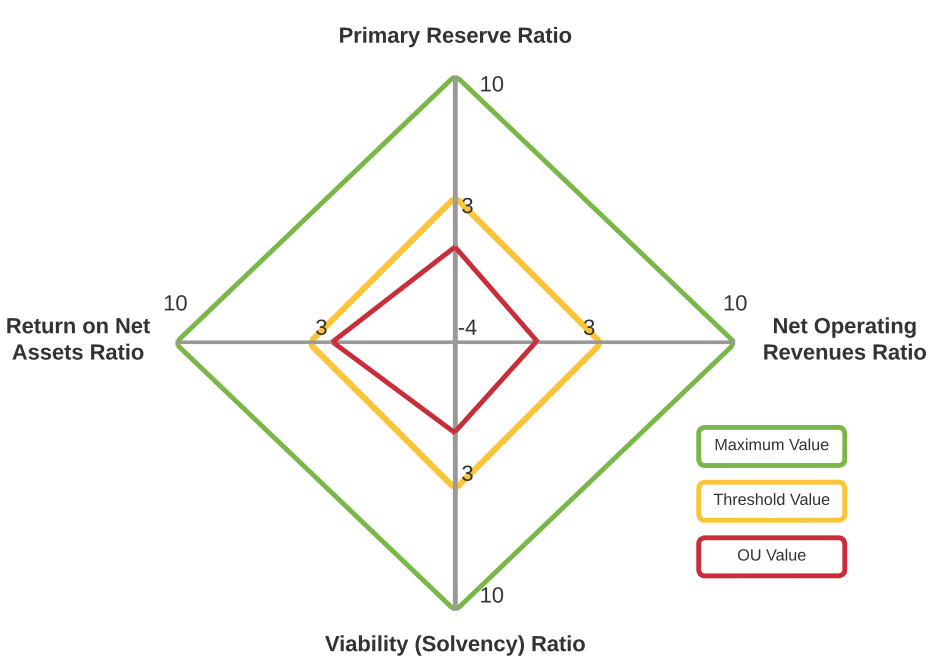 Primary Reserve Ratio
10
3
10
10
Return on Net
Assets Ratio
3
-4
3
Net Operating
Revenues Ratio
Maximum Value
3
Threshold Value
OU Value
10
Viability (Solvency) Ratio